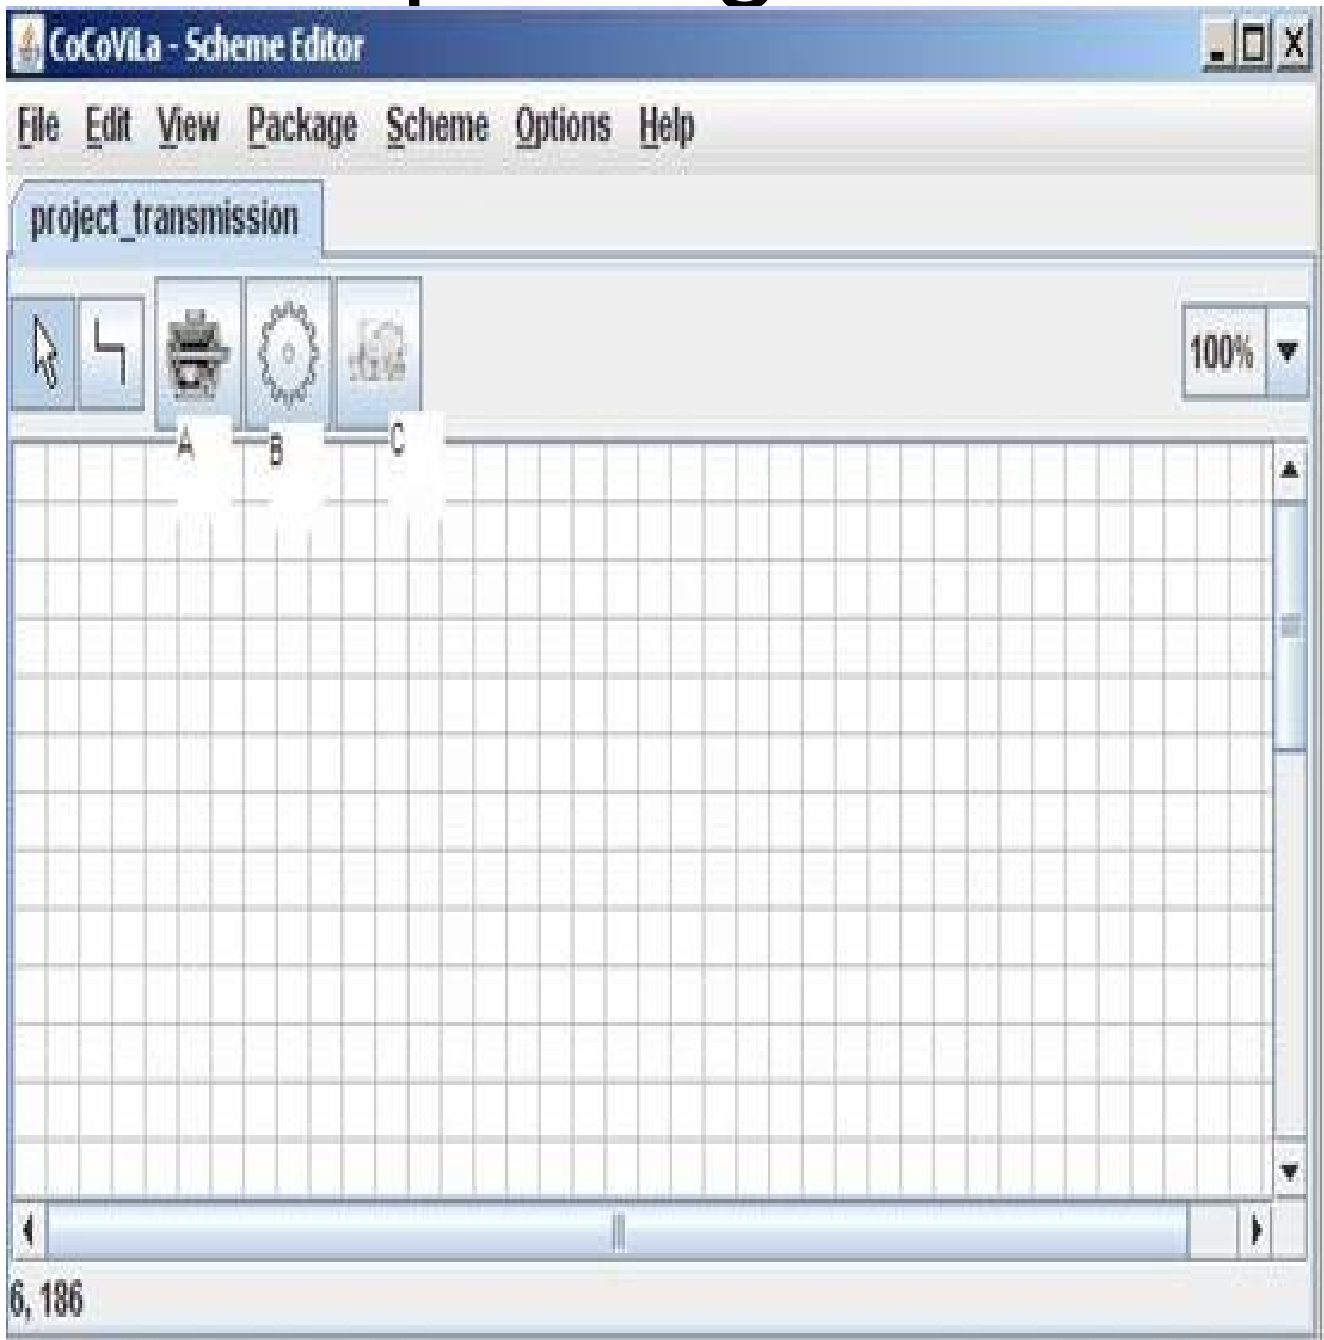 CoCoViLa - Scheme Editor
File Edit View Package Scheme Options Help
project_transmission
100%
A B C
6, 186